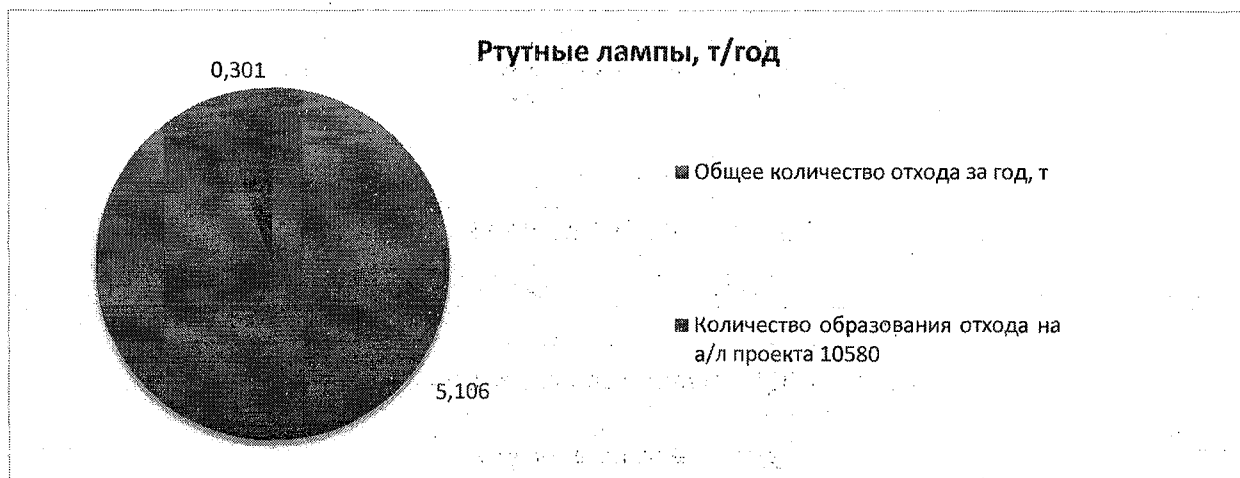 Ртутные лампы, т/год
0,301
Общее количество отхода за год, т
Количество образования отхода на
а/л проекта 10580
5,106